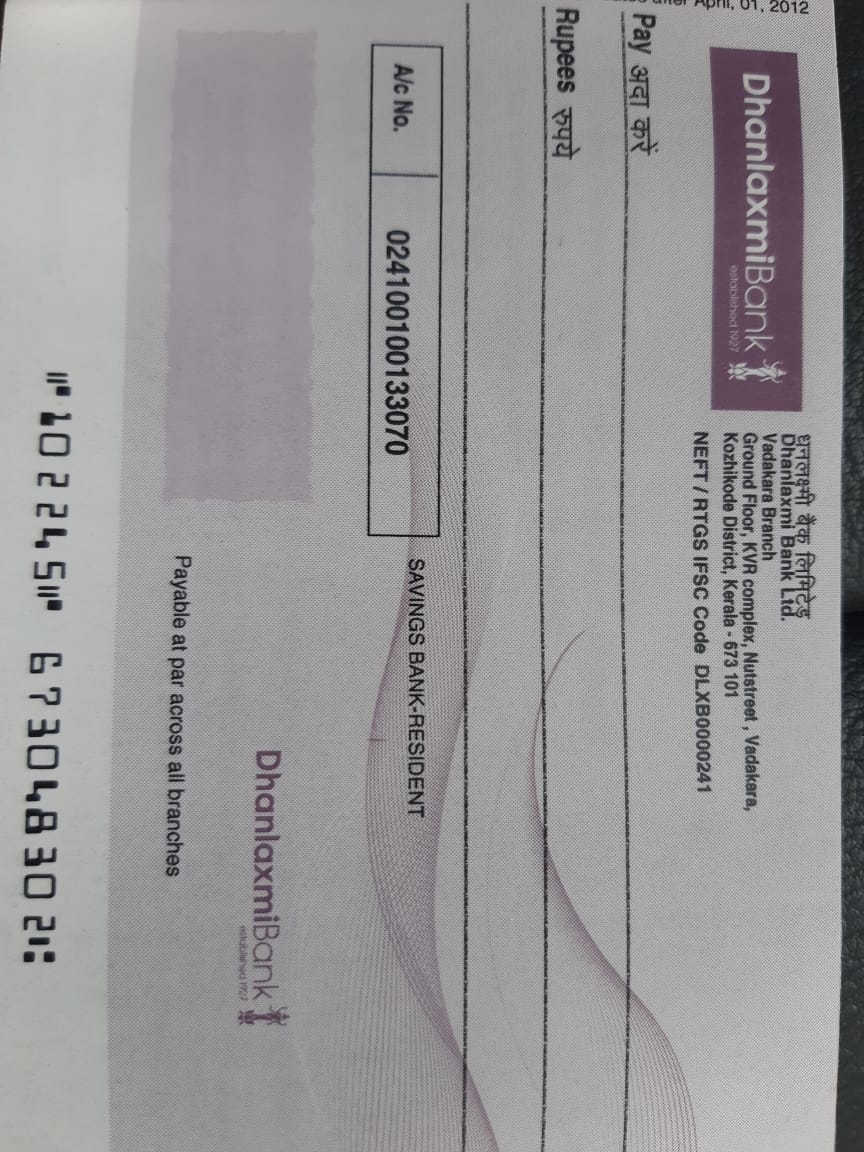 April, 01, 2012
DhanlaxmiBank
established 1927
धनलक्ष्मी बैंक लिमिटेड
Dhanlaxmi Bank Ltd.
Vadakara Branch
Ground Floor, KVR complex, Nutstreet , Vadakara,
Kozhikode District, Kerala - 673 101
NEFT / RTGS IFSC Code DLXB0000241
Pay अदा करें
Rupees रुपये
A/c No. 024100100133070
SAVINGS BANK-RESIDENT
DhanlaxmiBank
established 1927
Payable at par across all branches
⑈102245⑈ 673048302⑆